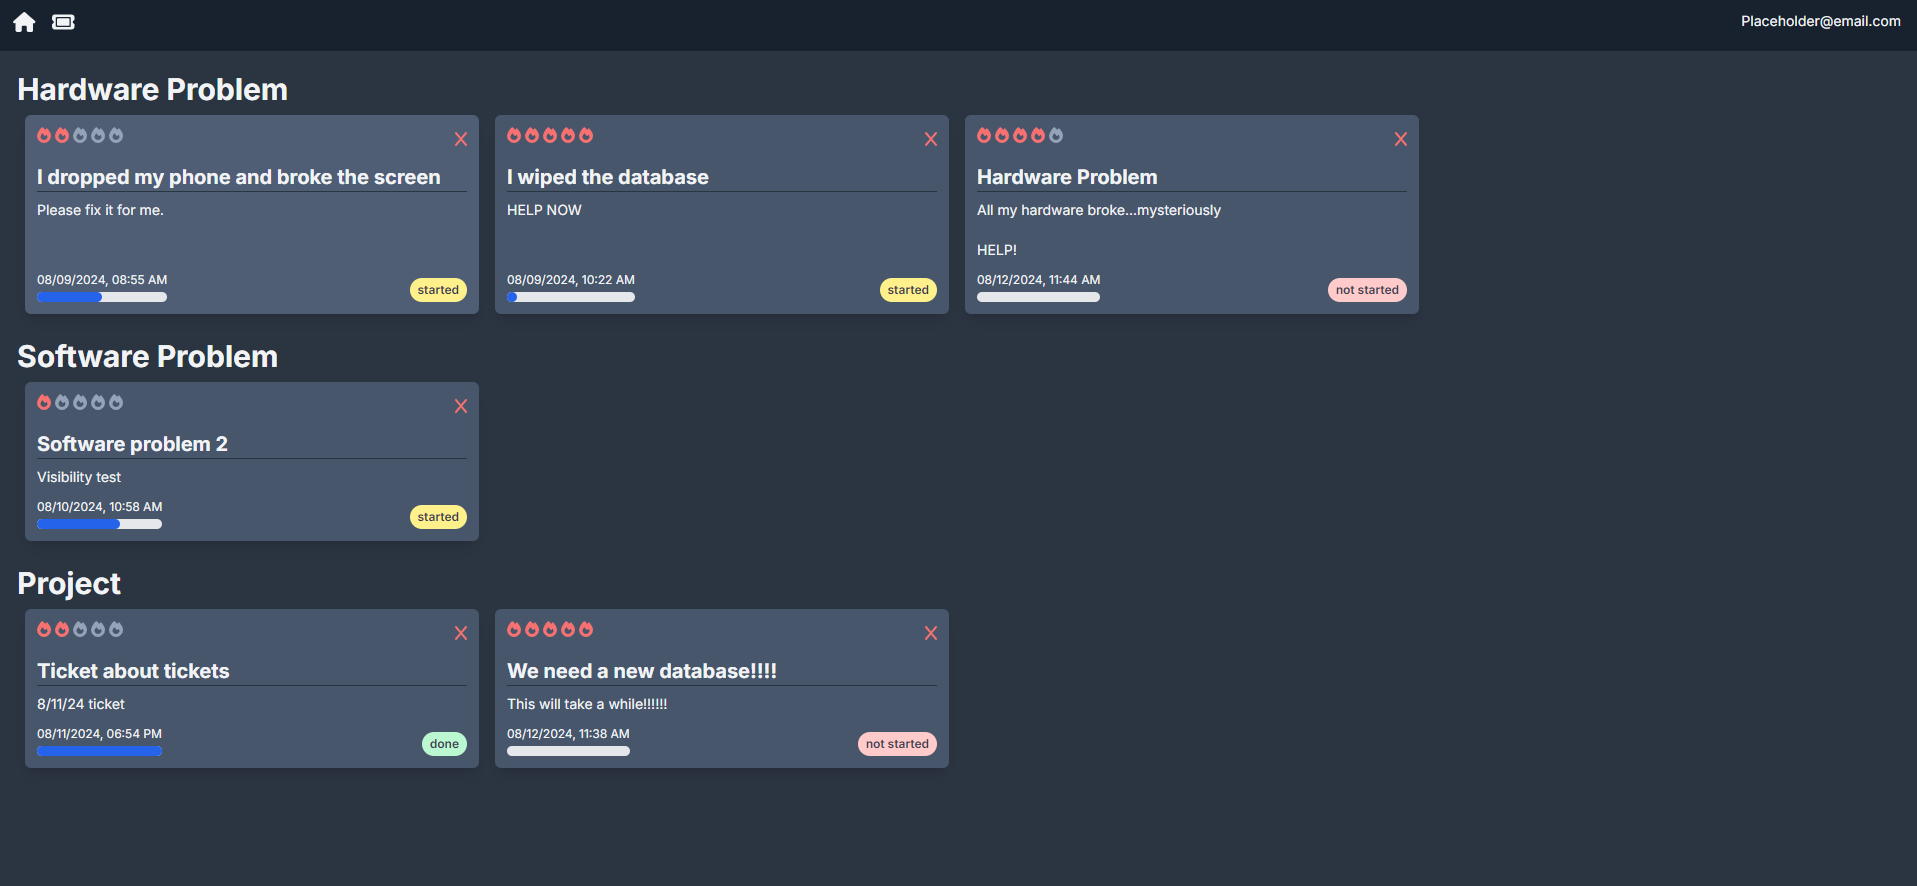 Placeholder@email.com
Hardware Problem
I dropped my phone and broke the screen
Please fix it for me.
08/09/2024, 08:55 AM
started
I wiped the database
HELP NOW
08/09/2024, 10:22 AM
started
Hardware Problem
All my hardware broke...mysteriously
HELP!
08/12/2024, 11:44 AM
not started
Software Problem
Software problem 2
Visibility test
08/10/2024, 10:58 AM
started
Project
Ticket about tickets
8/11/24 ticket
08/11/2024, 06:54 PM
done
We need a new database!!!!
This will take a while!!!!!!
08/12/2024, 11:38 AM
not started